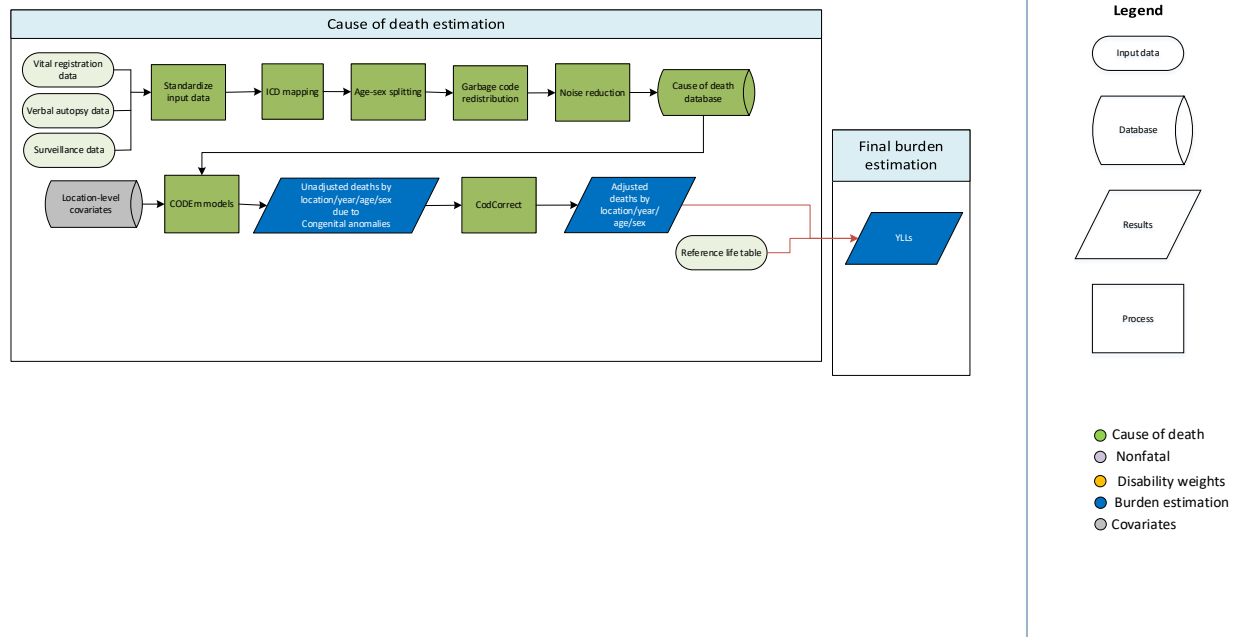 Cause of death estimation
Vital registration
data
Verbal autopsy data
Surveillance data
Standardize
input data
ICD mapping
Age-sex splitting
Garbage code
redistribution
Noise reduction
Cause of death
database
Location-level
covariates
CODEm models
Unadjusted deaths by
location/year/age/sex
due to
Congenital anomalies
CodCorrect
Adjusted
deaths by
location/year/
age/sex
Reference life table
Final burden
estimation
YLLs
Legend
Input data
Database
Results
Process
Cause of death
Nonfatal
Disability weights
Burden estimation
Covariates